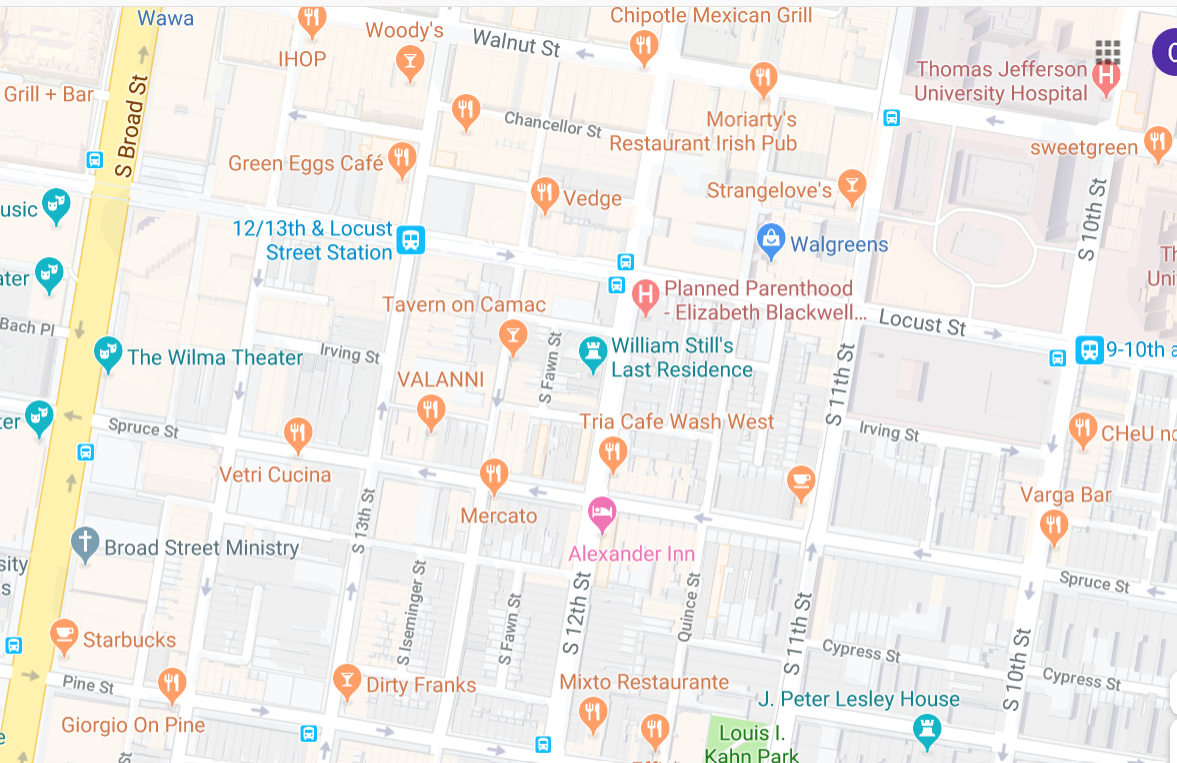 Wawa
Chipotle Mexican Grill
Woody's
Walnut St
IHOP
Thomas Jefferson
University Hospital
Grill + Bar
S Broad St
Chancellor St
Moriarty's
Restaurant Irish Pub
sweetgreen
Green Eggs Café
Strangelove's
Vedge
usic
S 10th St
12/13th & Locust
Street Station
Walgreens
Th
Uni
ater
Planned Parenthood
- Elizabeth Blackwell...
Tavern on Camac
Locust St
Bach Pl
The Wilma Theater
Irving St
S Fawn St
William Still's
Last Residence
9-10th a
VALANNI
S 11th St
ter
Spruce St
Tria Cafe Wash West
Irving St
CHeU no
Vetri Cucina
Varga Bar
Mercato
S 13th St
Broad Street Ministry
Alexander Inn
sity
s
Spruce St
S Iseminger St
S Fawn St
S 12th St
Quince St
S 11th St
Starbucks
Cypress St
S 10th St
Cypress St
Pine St
Dirty Franks
Mixto Restaurante
J. Peter Lesley House
Giorgio On Pine
Louis I.
Kahn Park
e
St
H
H